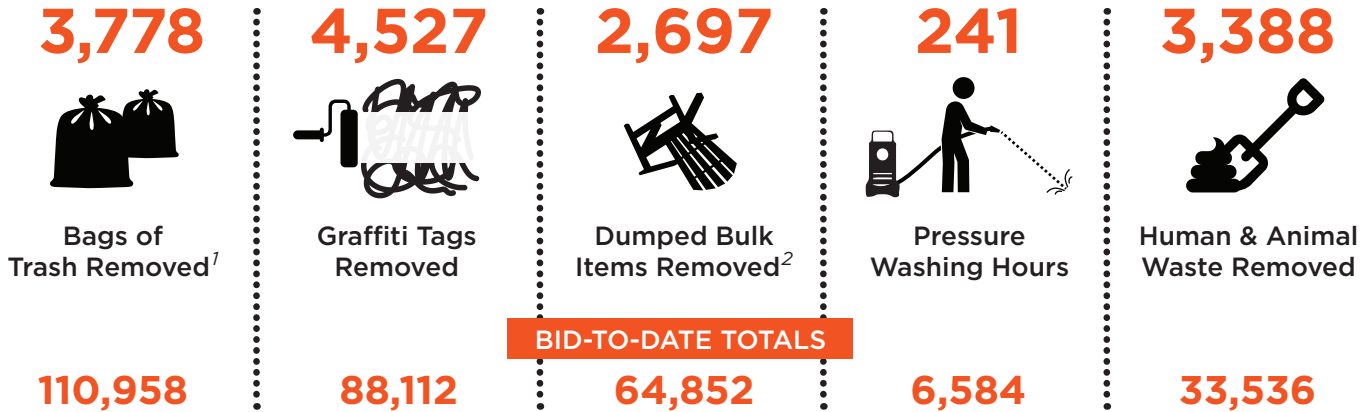 3,778
4,527
2,697
241
3,388
Bags of
Trash Removed1
Graffiti Tags
Removed
Dumped Bulk
Items Removed2
Pressure
Washing Hours
Human & Animal
Waste Removed
BID-TO-DATE TOTALS
110,958
88,112
64,852
6,584
33,536